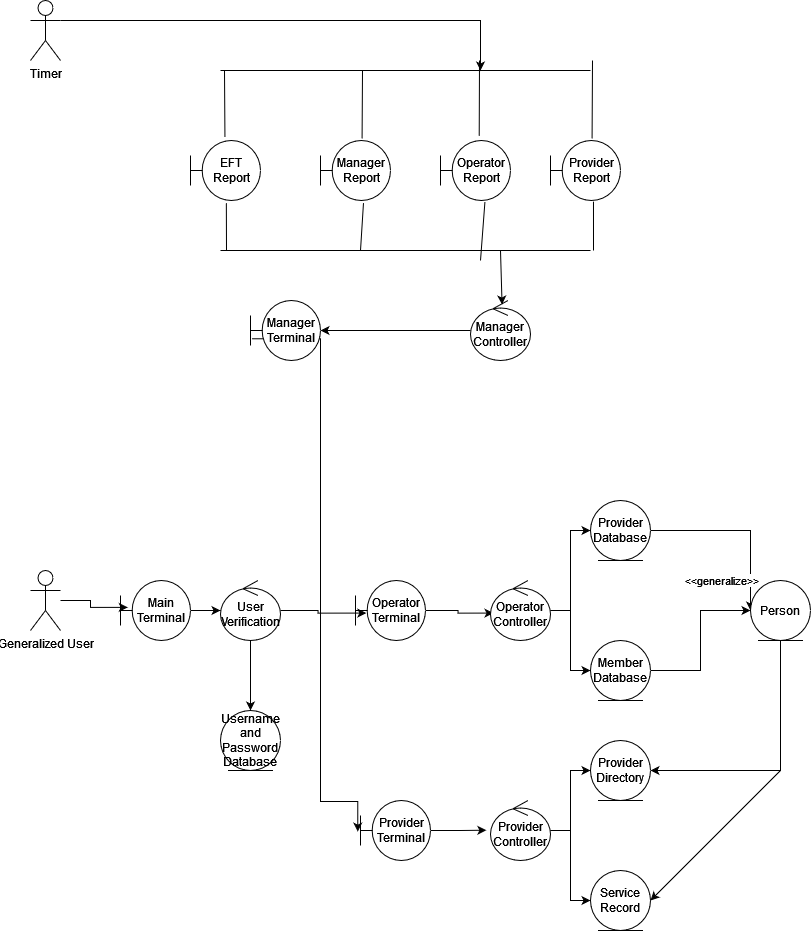 Timer
EFT
Report
Manager
Report
Operator
Report
Provider
Report
Manager
Terminal
Manager
Controller
Provider
Database
<<generalize>>
Generalized User
Main
Terminal
User
Verification
Operator
Terminal
Operator
Controller
Person
Member
Database
Username
and
Password
Database
Provider
Directory
Provider
Terminal
Provider
Controller
Service
Record